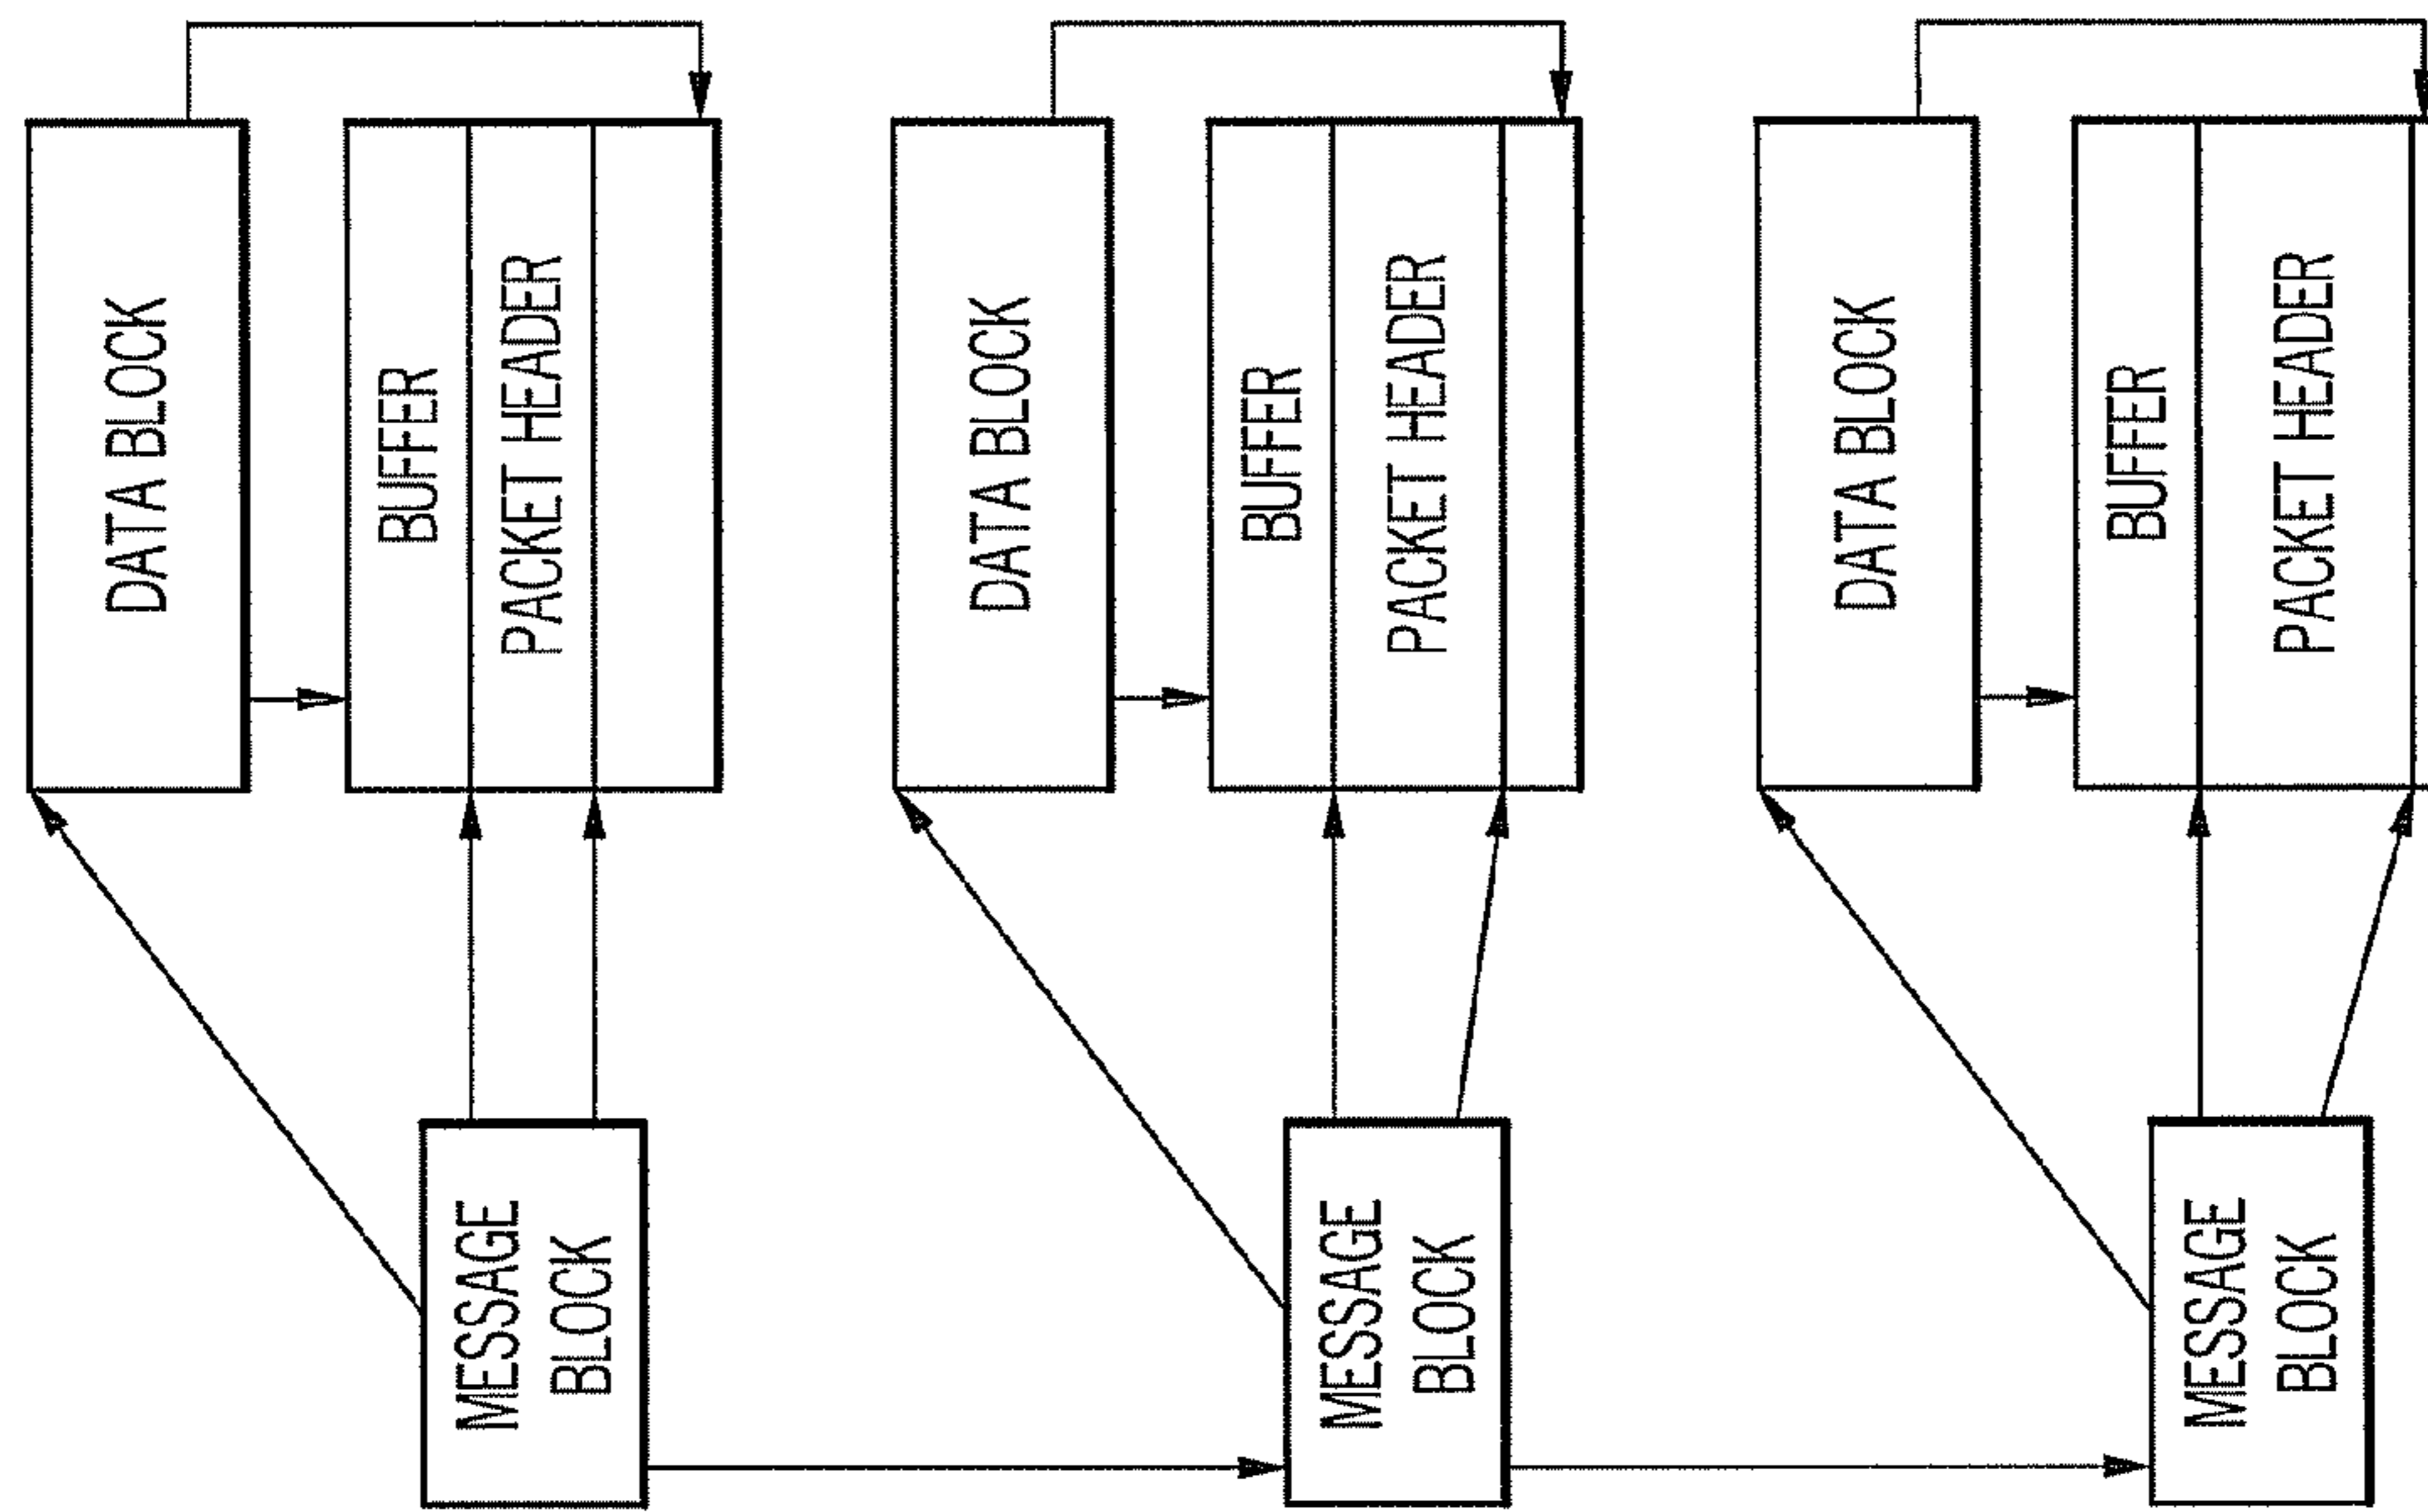 DATA BLOCK
BUFFER
PACKET HEADER
MESSAGE
BLOCK
DATA BLOCK
BUFFER
PACKET HEADER
MESSAGE
BLOCK
DATA BLOCK
BUFFER
PACKET HEADER
MESSAGE
BLOCK